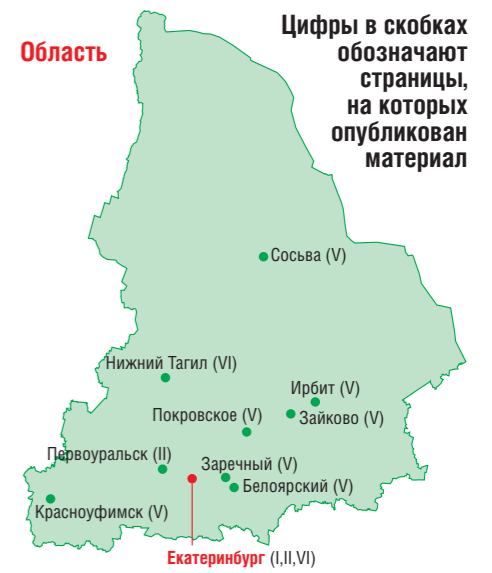 Область
Цифры в скобках
обозначают
страницы,
на которых
опубликован
материал
Сосьва (V)
Нижний Тагил (VI)
Ирбит (V)
Покровское (V)
Зайково (V)
Первоуральск (II)
Заречный (V)
Белоярский (V)
Красноуфимск (V)
Екатеринбург (I,II,VI)